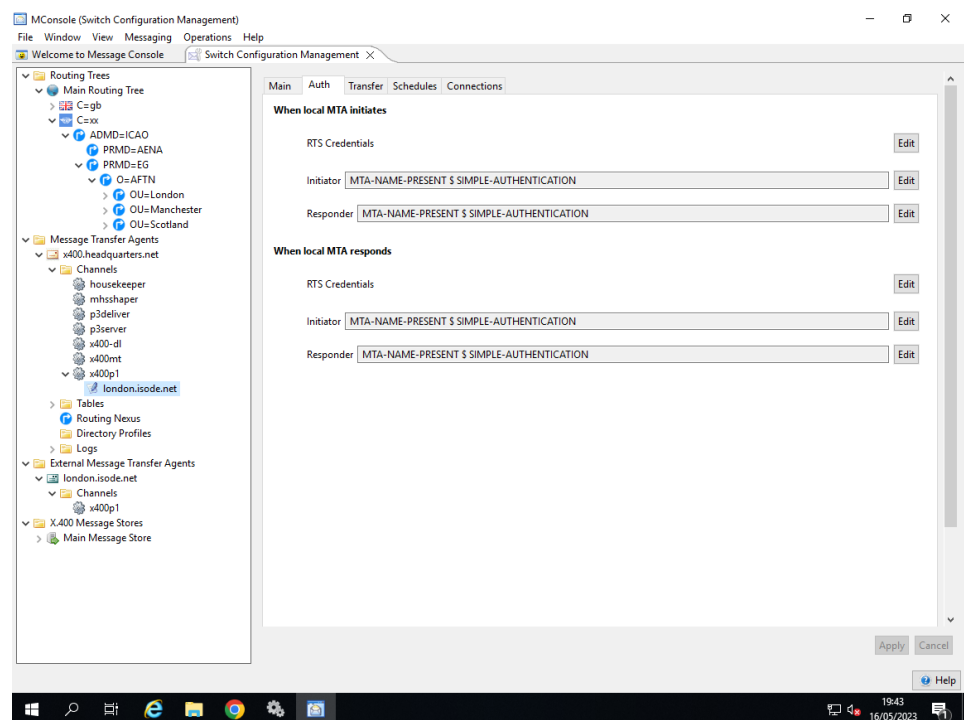 MConsole (Switch Configuration Management)
File Window View Messaging Operations Help
Welcome to Message Console
Switch Configuration Management
Routing Trees
Main Routing Tree
C=gb
C=xx
ADMD=ICAO
PRMD=AENA
PRMD=EG
O=AFTN
OU=London
OU=Manchester
OU=Scotland
Message Transfer Agents
x400.headquarters.net
Channels
housekeeper
mhsshaper
p3deliver
p3server
x400-dl
x400mt
x400p1
london.isode.net
Tables
Routing Nexus
Directory Profiles
Logs
External Message Transfer Agents
london.isode.net
Channels
x400p1
X.400 Message Stores
Main Message Store
Main Auth Transfer Schedules Connections
When local MTA initiates
RTS Credentials Edit
Initiator MTA-NAME-PRESENT $ SIMPLE-AUTHENTICATION Edit
Responder MTA-NAME-PRESENT $ SIMPLE-AUTHENTICATION Edit
When local MTA responds
RTS Credentials Edit
Initiator MTA-NAME-PRESENT $ SIMPLE-AUTHENTICATION Edit
Responder MTA-NAME-PRESENT $ SIMPLE-AUTHENTICATION Edit
Apply Cancel
Help
19:43
16/05/2023
1